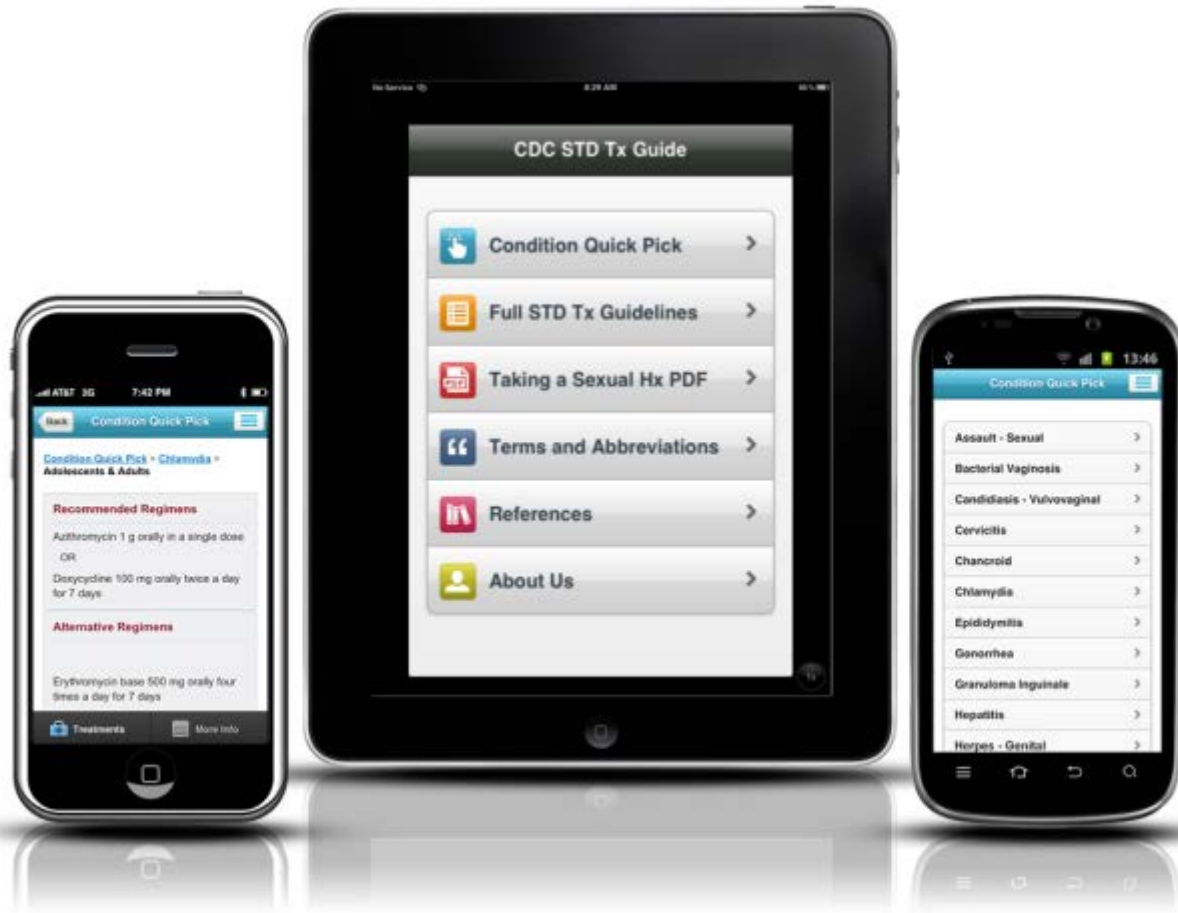 AT&T 3G 7:42 PM
Back Condition Quick Pick
Condition Quick Pick > Chlamydia >
Adolescents & Adults
Recommended Regimens
Azithromycin 1 g orally in a single dose
OR
Doxycycline 100 mg orally twice a day
for 7 days
Alternative Regimens
Erythromycin base 500 mg orally four
times a day for 7 days
Treatments More Info
No Service 8:29 AM
CDC STD Tx Guide
Condition Quick Pick
Full STD Tx Guidelines
PDF Taking a Sexual Hx PDF
Terms and Abbreviations
References
About Us
13:46
Condition Quick Pick
Assault - Sexual
Bacterial Vaginosis
Candidiasis - Vulvovaginal
Cervicitis
Chancroid
Chlamydia
Epididymitis
Gonorrhea
Granuloma Inguinale
Hepatitis
Herpes - Genital